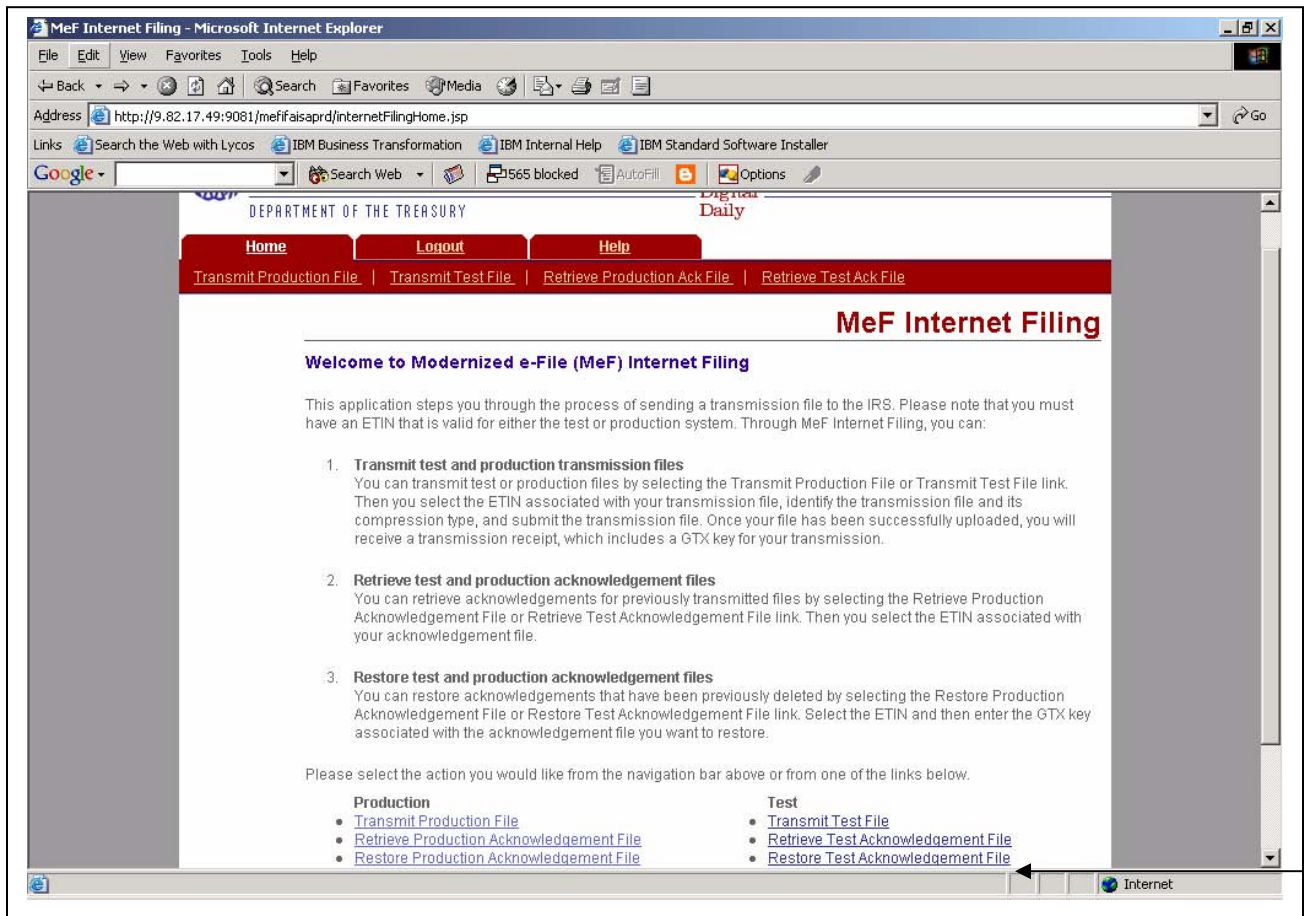 MeF Internet Filing - Microsoft Internet Explorer
File Edit View Favorites Tools Help
Back Search Favorites Media
Address http://9.82.17.49:9081/mefifaisaprd/internetFilingHome.jsp Go
Links Search the Web with Lycos IBM Business Transformation IBM Internal Help IBM Standard Software Installer
Google Search Web 565 blocked AutoFill Options
DEPARTMENT OF THE TREASURY
Digital
Daily
Home Logout Help
Transmit Production File | Transmit Test File | Retrieve Production Ack File | Retrieve Test Ack File
MeF Internet Filing
Welcome to Modernized e-File (MeF) Internet Filing
This application steps you through the process of sending a transmission file to the IRS. Please note that you must
have an ETIN that is valid for either the test or production system. Through MeF Internet Filing, you can:
1. Transmit test and production transmission files
You can transmit test or production files by selecting the Transmit Production File or Transmit Test File link.
Then you select the ETIN associated with your transmission file, identify the transmission file and its
compression type, and submit the transmission file. Once your file has been successfully uploaded, you will
receive a transmission receipt, which includes a GTX key for your transmission.
2. Retrieve test and production acknowledgement files
You can retrieve acknowledgements for previously transmitted files by selecting the Retrieve Production
Acknowledgement File or Retrieve Test Acknowledgement File link. Then you select the ETIN associated with
your acknowledgement file.
3. Restore test and production acknowledgement files
You can restore acknowledgements that have been previously deleted by selecting the Restore Production
Acknowledgement File or Restore Test Acknowledgement File link. Select the ETIN and then enter the GTX key
associated with the acknowledgement file you want to restore.
Please select the action you would like from the navigation bar above or from one of the links below.
Production Test
• Transmit Production File • Transmit Test File
• Retrieve Production Acknowledgement File • Retrieve Test Acknowledgement File
• Restore Production Acknowledgement File • Restore Test Acknowledgement File
Internet